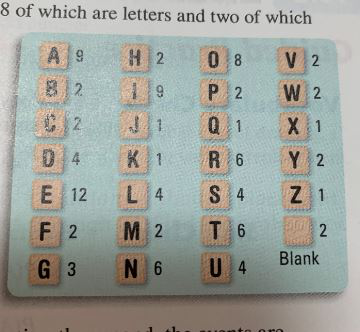 8 of which are letters and two of which
A 9 H 2 O 8 V 2
B 2 I 9 P 2 W 2
C 2 J 1 Q 1 X 1
D 4 K 1 R 6 Y 2
E 12 L 4 S 4 Z 1
F 2 M 2 T 6 2
G 3 N 6 U 4 Blank